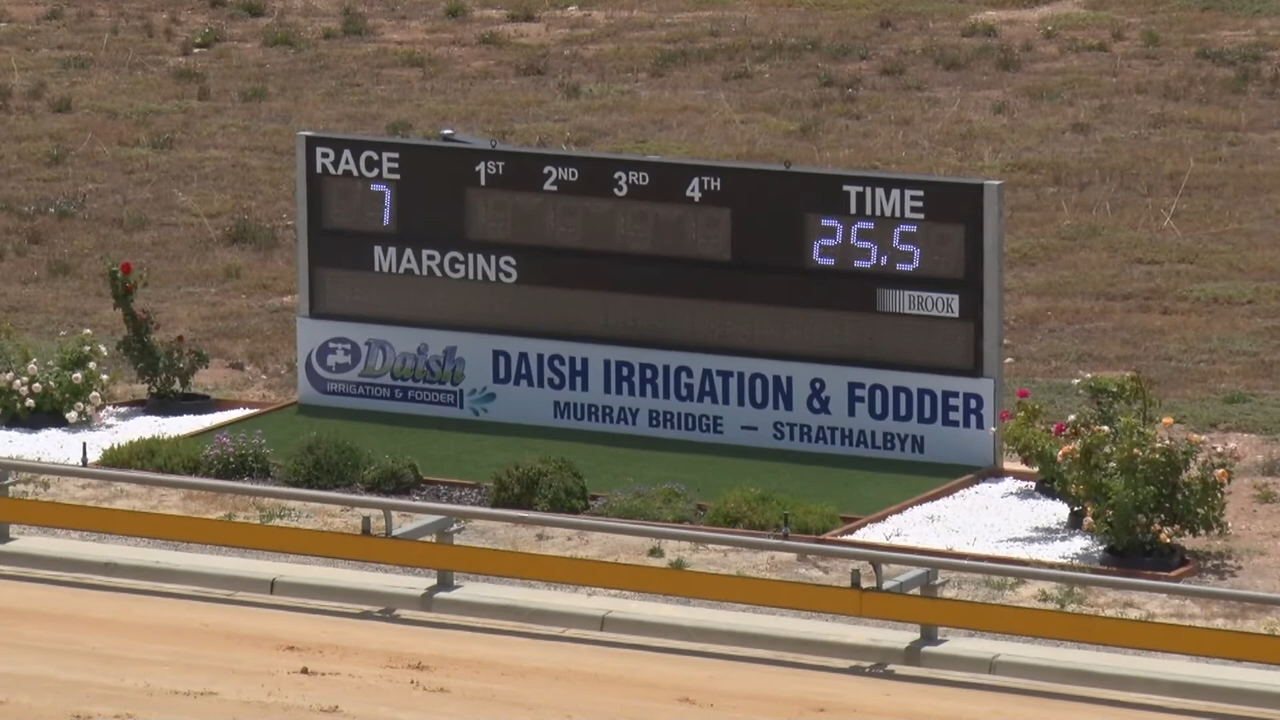 RACE 1ST 2ND 3RD 4TH TIME
7 25.5
MARGINS
BROOK
Daish
IRRIGATION & FODDER
DAISH IRRIGATION & FODDER
MURRAY BRIDGE — STRATHALBYN